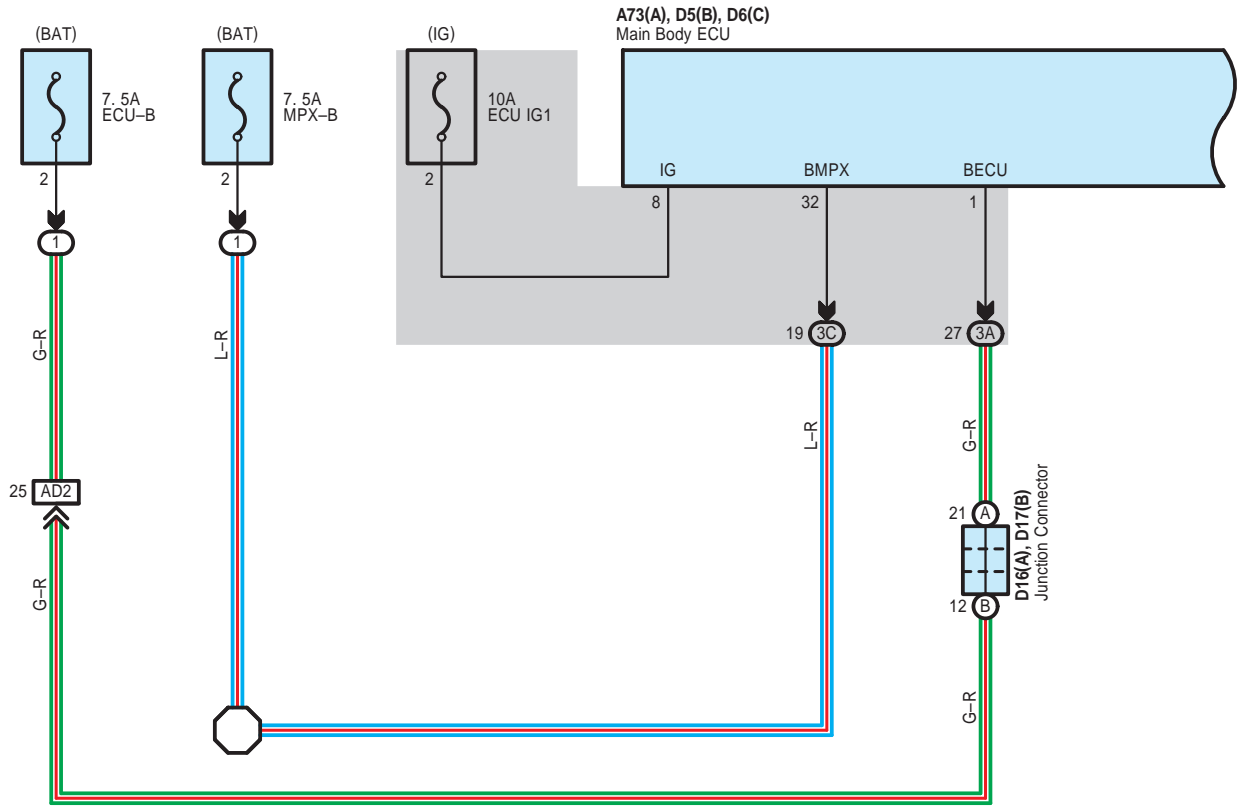 A73(A), D5(B), D6(C)
Main Body ECU
(BAT)
(BAT)
(IG)
7. 5A
ECU–B
7. 5A
MPX–B
10A
ECU IG1
IG
BMPX
BECU
2
2
2
8
32
1
1
1
19
3C
27
3A
G–R
L–R
L–R
G–R
25
AD2
21
A
D16(A), D17(B)
Junction Connector
12
B
G–R
G–R